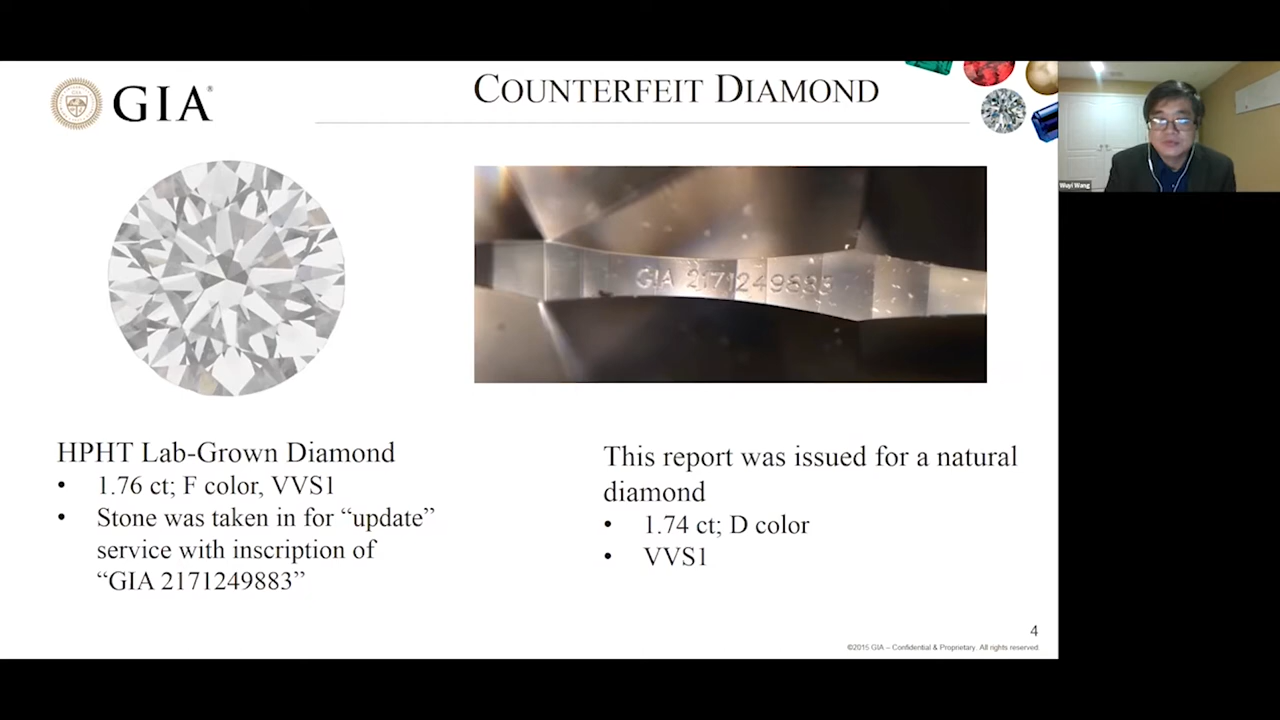 GIA®
COUNTERFEIT DIAMOND
Wuyi Wang
GIA 2171249883
HPHT Lab-Grown Diamond
• 1.76 ct; F color, VVS1
• Stone was taken in for “update”
service with inscription of
“GIA 2171249883”
This report was issued for a natural
diamond
• 1.74 ct; D color
• VVS1
4
©2015 GIA – Confidential & Proprietary. All rights reserved.